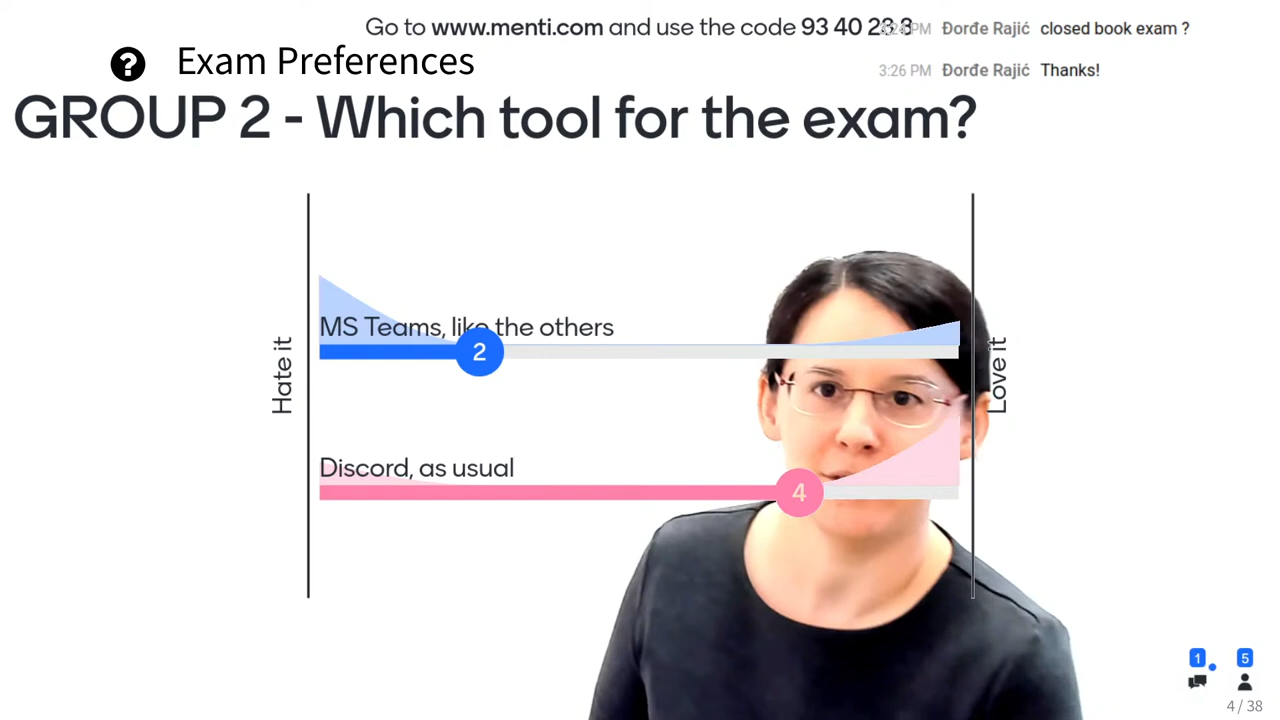 Go to www.menti.com and use the code 93 40 23 3
PM Đorđe Rajić closed book exam ?
? Exam Preferences
3:26 PM Đorđe Rajić Thanks!
GROUP 2 - Which tool for the exam?
Hate it
MS Teams, like the others
2
Love it
Discord, as usual
4
1
5
4 / 38